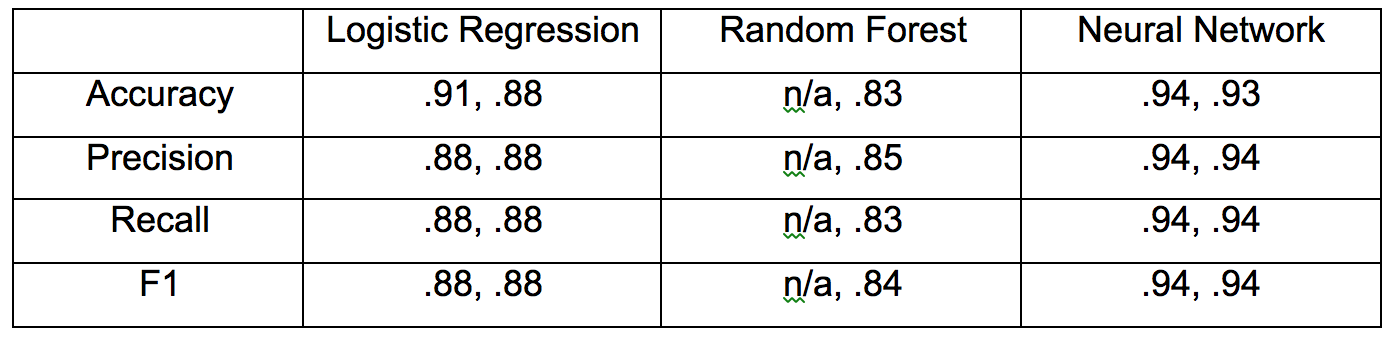 Logistic Regression Random Forest Neural Network
Accuracy .91, .88 n/a, .83 .94, .93
Precision .88, .88 n/a, .85 .94, .94
Recall .88, .88 n/a, .83 .94, .94
F1 .88, .88 n/a, .84 .94, .94